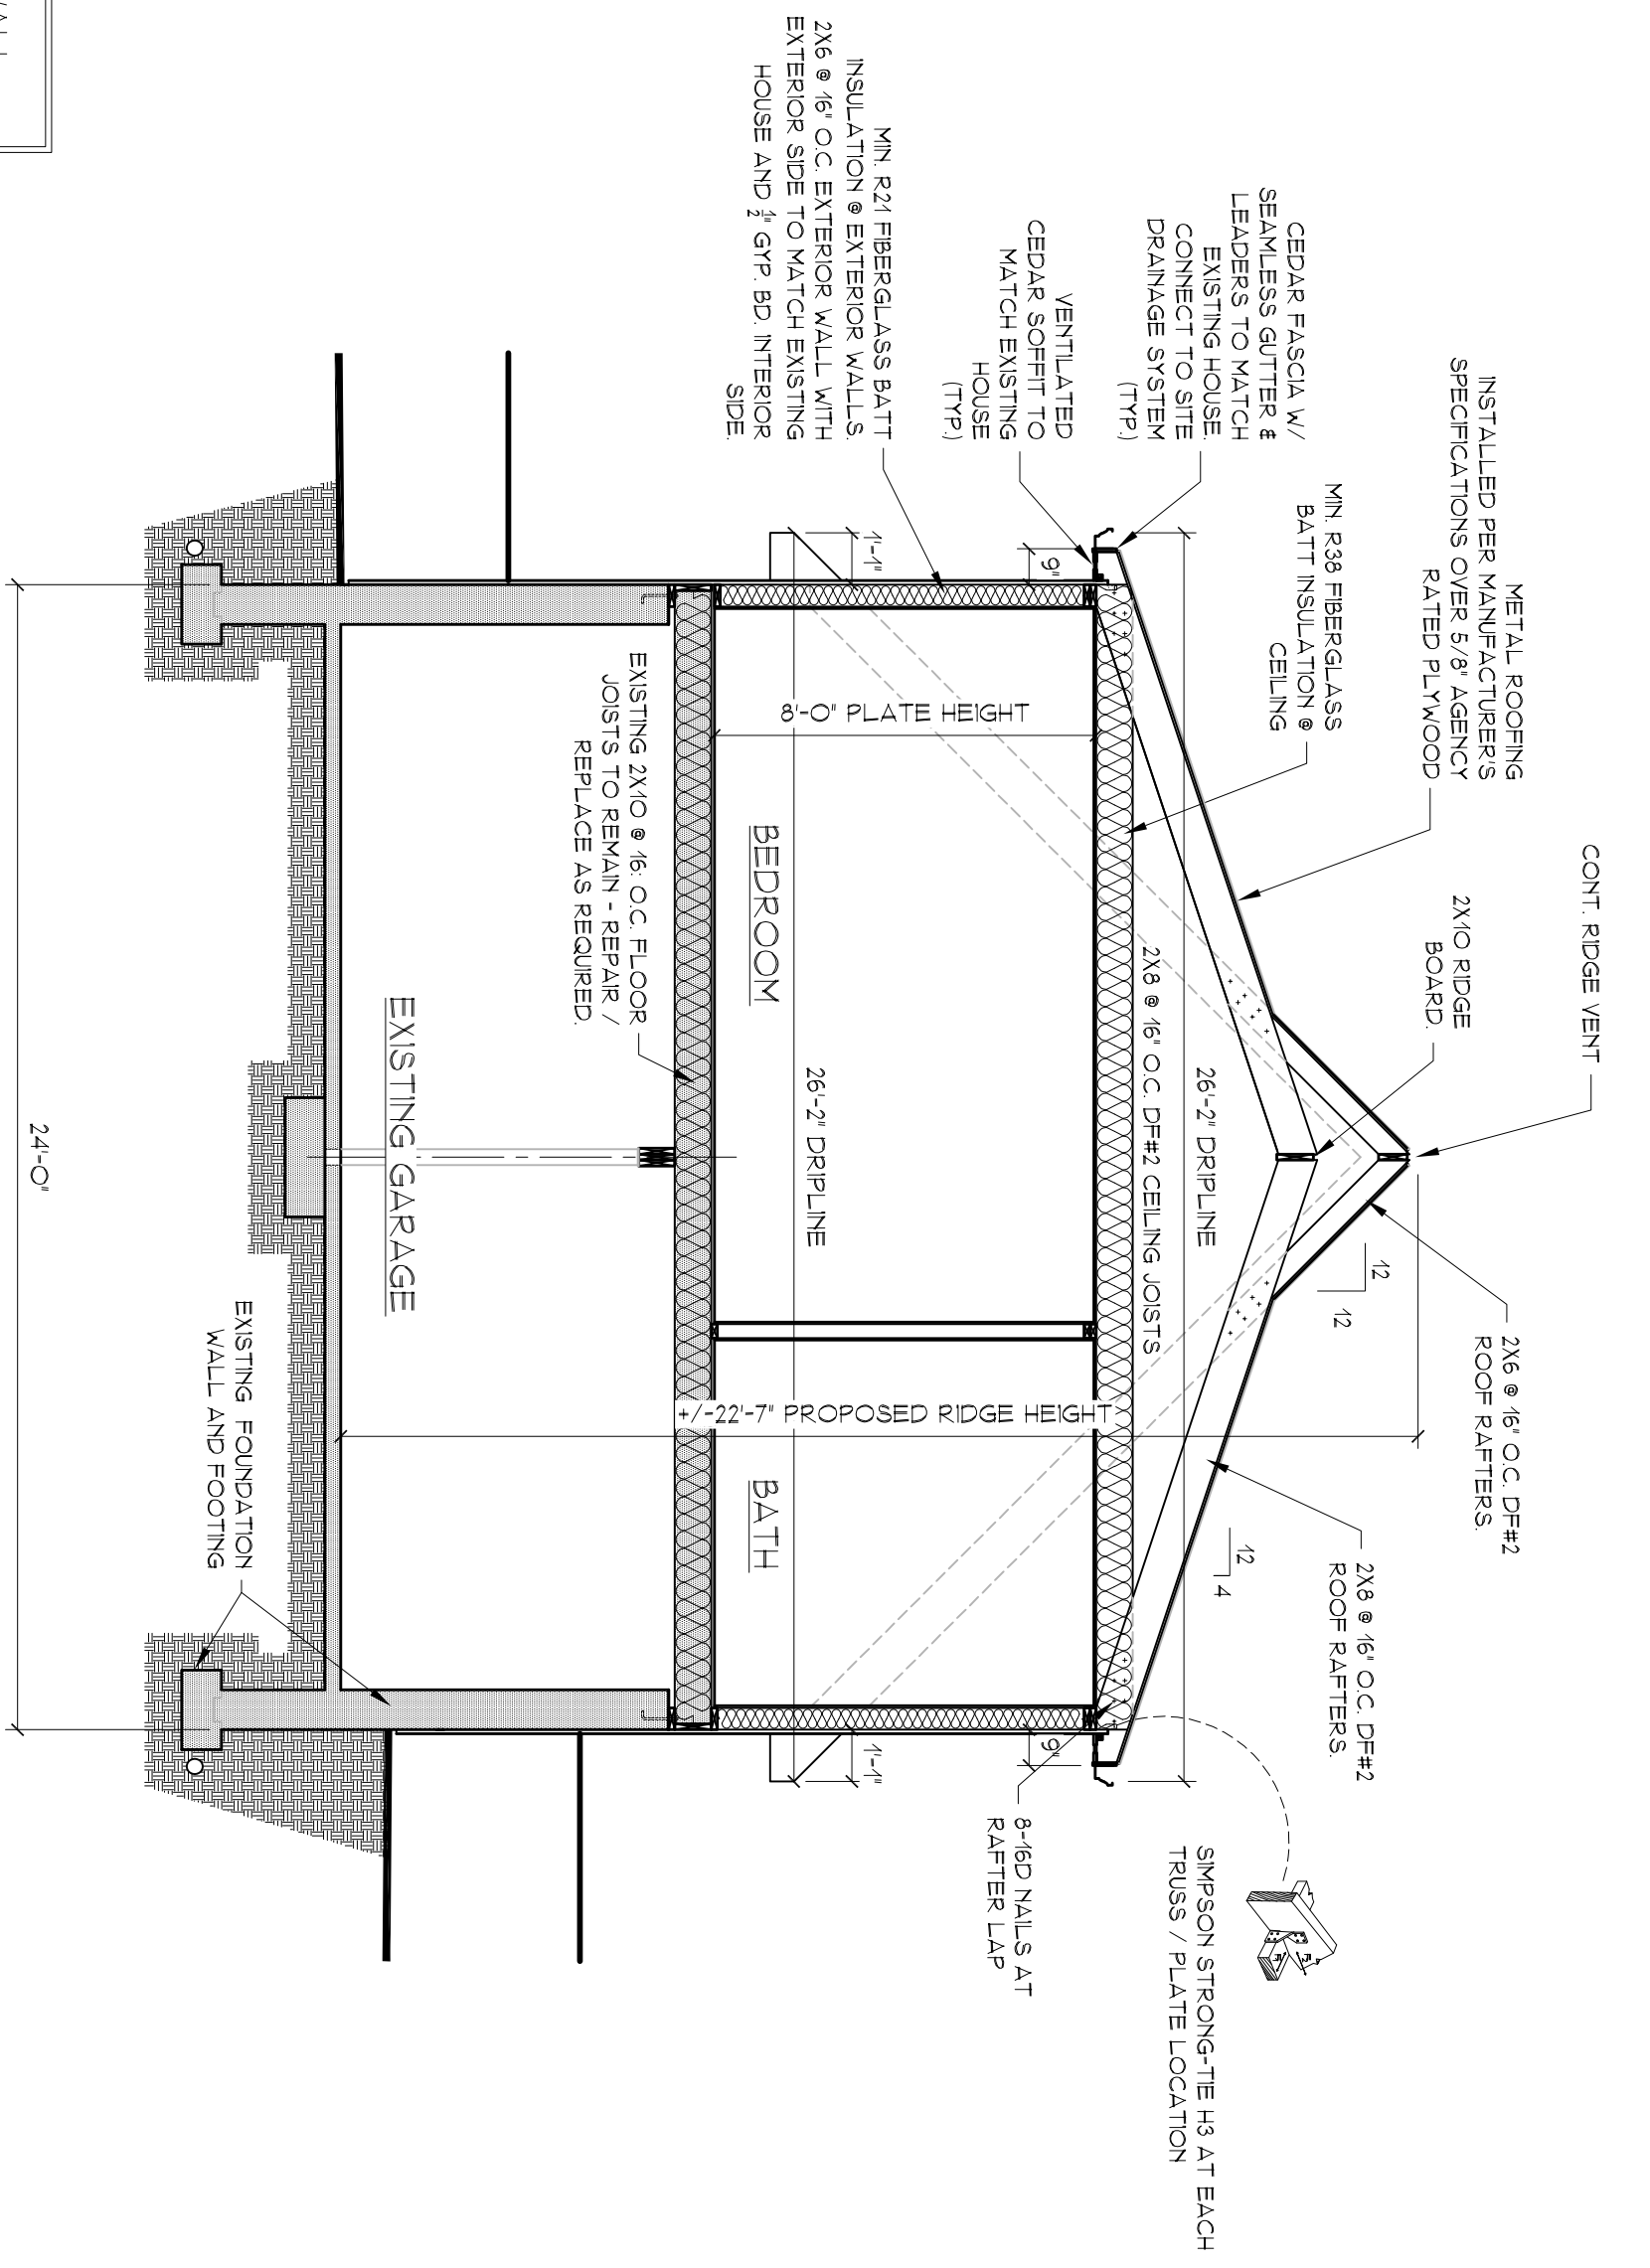 CONT. RIDGE VENT
2X10 RIDGE
BOARD.
METAL ROOFING
INSTALLED PER MANUFACTURER'S
SPECIFICATIONS OVER 5/8" AGENCY
RATED PLYWOOD
MIN. R38 FIBERGLASS
BATT INSULATION @
CEILING
CEDAR FASCIA W/
SEAMLESS GUTTER &
LEADERS TO MATCH
EXISTING HOUSE.
CONNECT TO SITE
DRAINAGE SYSTEM
(TYP.)
VENTILATED
CEDAR SOFFIT TO
MATCH EXISTING
HOUSE
(TYP.)
MIN. R21 FIBERGLASS BATT
INSULATION @ EXTERIOR WALLS.
2X6 @ 16" O.C. EXTERIOR WALL WITH
EXTERIOR SIDE TO MATCH EXISTING
HOUSE AND 1/2" GYP. BD. INTERIOR
SIDE.
2X6 @ 16" O.C. DF#2
ROOF RAFTERS.
12
12
2X8 @ 16" O.C. DF#2
ROOF RAFTERS.
12
4
26'-2" DRIPLINE
2X8 @ 16" O.C. DF#2 CEILING JOISTS
SIMPSON STRONG-TIE H3 AT EACH
TRUSS / PLATE LOCATION
8-16D NAILS AT
RAFTER LAP
9"
9"
1'-1"
1'-1"
8'-0" PLATE HEIGHT
+/-22'-7" PROPOSED RIDGE HEIGHT
26'-2" DRIPLINE
BEDROOM
BATH
EXISTING 2X10 @ 16: O.C. FLOOR
JOISTS TO REMAIN - REPAIR /
REPLACE AS REQUIRED.
EXISTING GARAGE
EXISTING FOUNDATION
WALL AND FOOTING
24'-0"